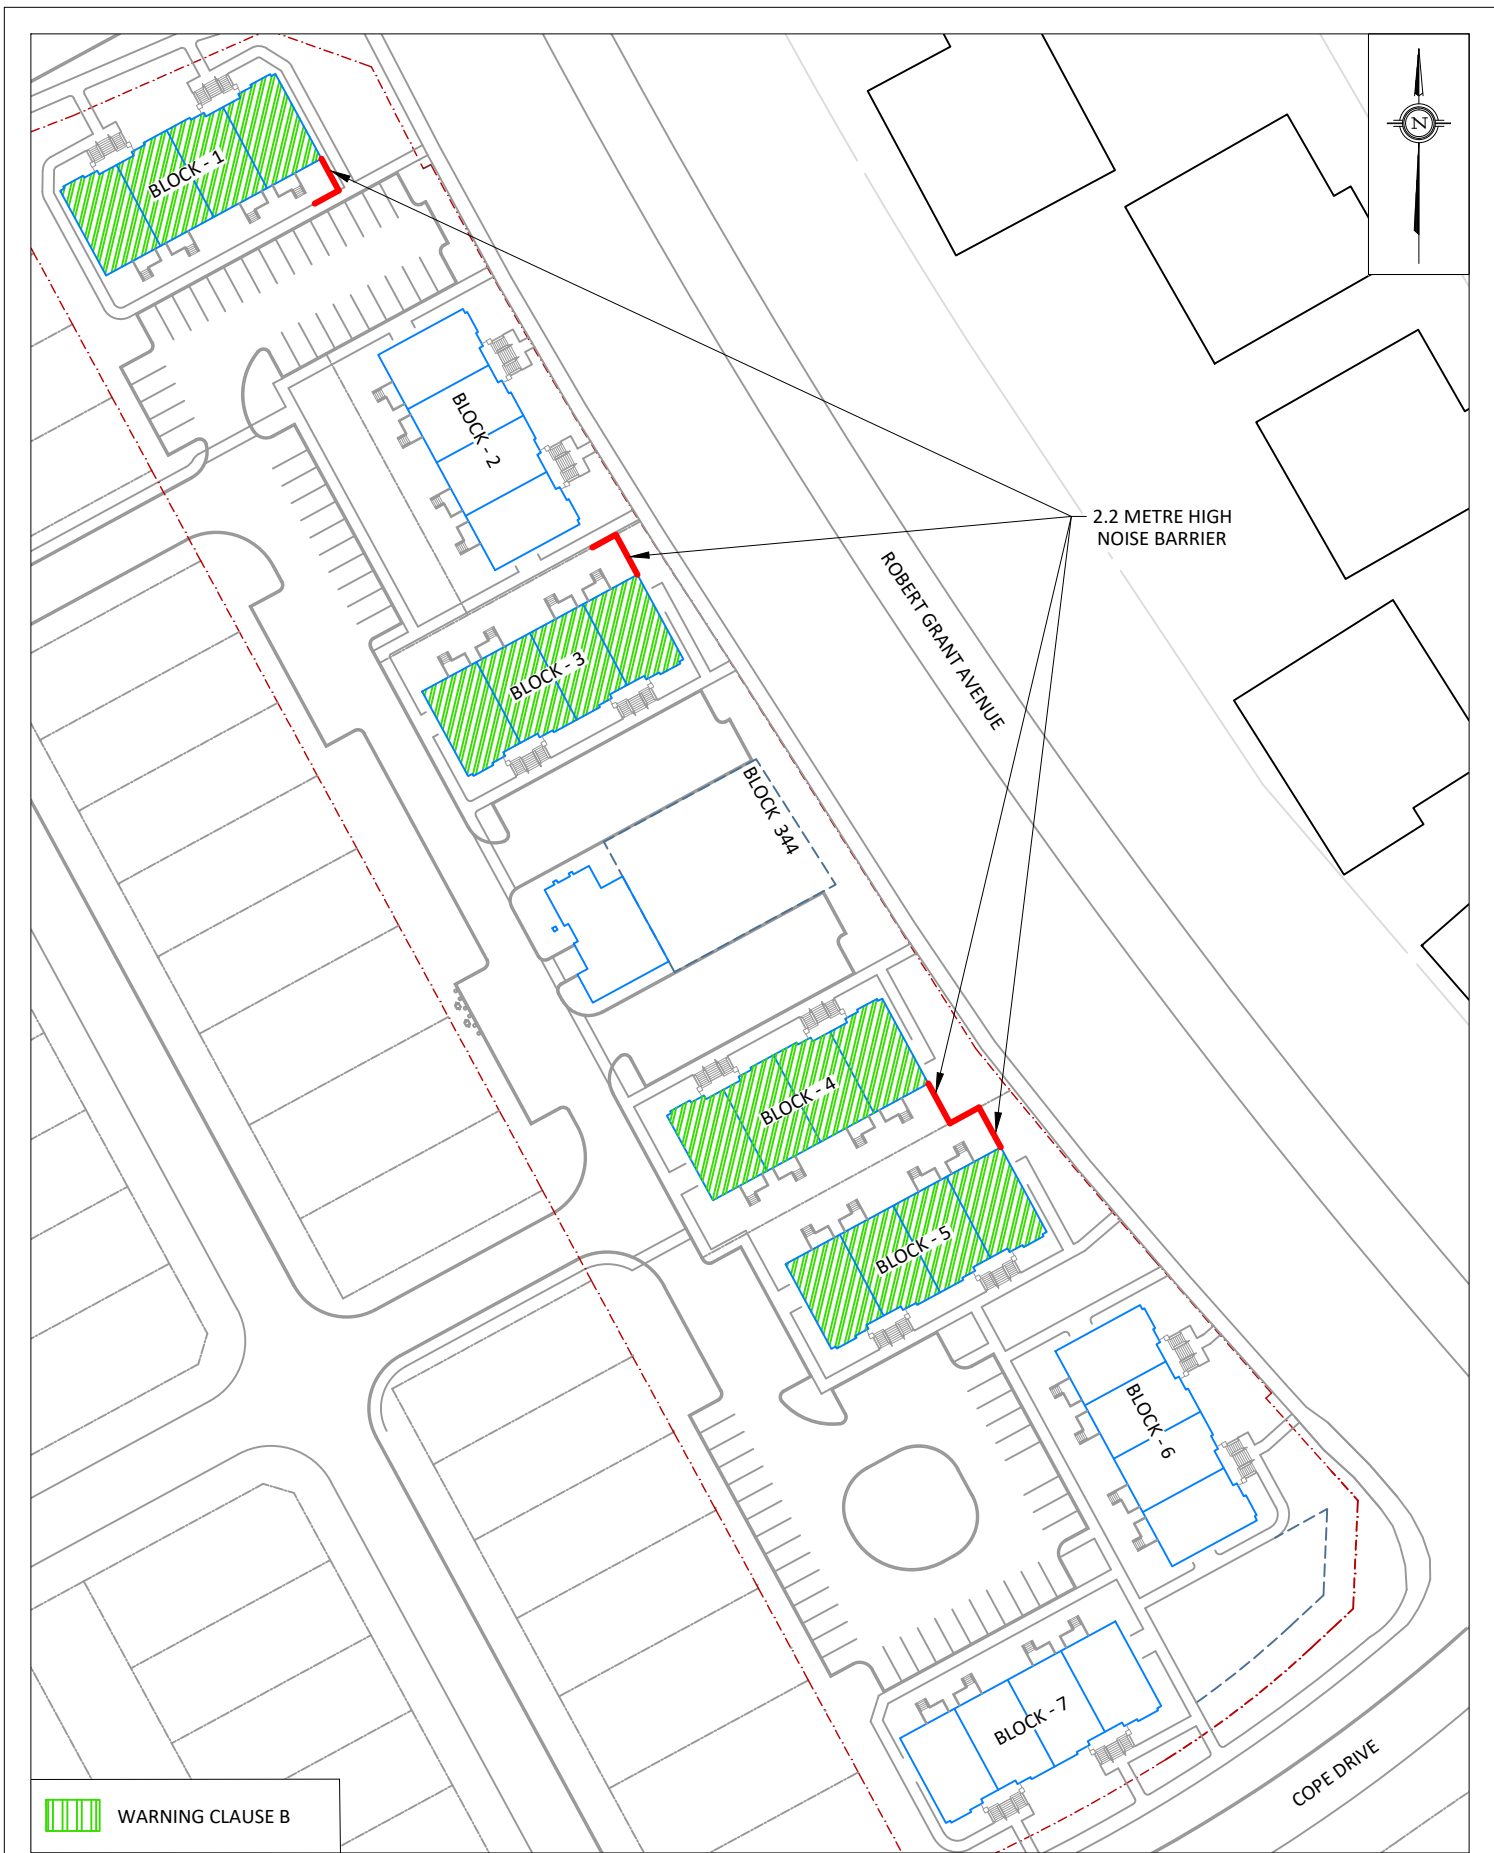 BLOCK - 1
N
BLOCK - 2
2.2 METRE HIGH
NOISE BARRIER
ROBERT GRANT AVENUE
BLOCK - 3
BLOCK 344
BLOCK - 4
BLOCK - 5
BLOCK - 6
BLOCK - 7
COPE DRIVE
WARNING CLAUSE B